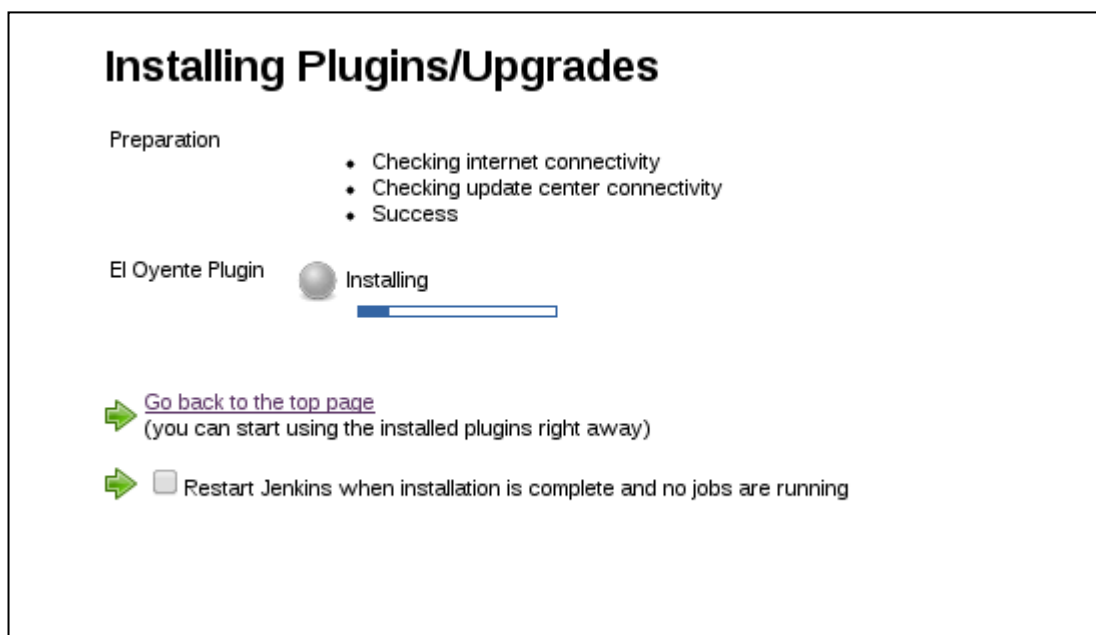 Installing Plugins/Upgrades
Preparation
Checking internet connectivity
Checking update center connectivity
Success
El Oyente Plugin
Installing
Go back to the top page
(you can start using the installed plugins right away)
Restart Jenkins when installation is complete and no jobs are running